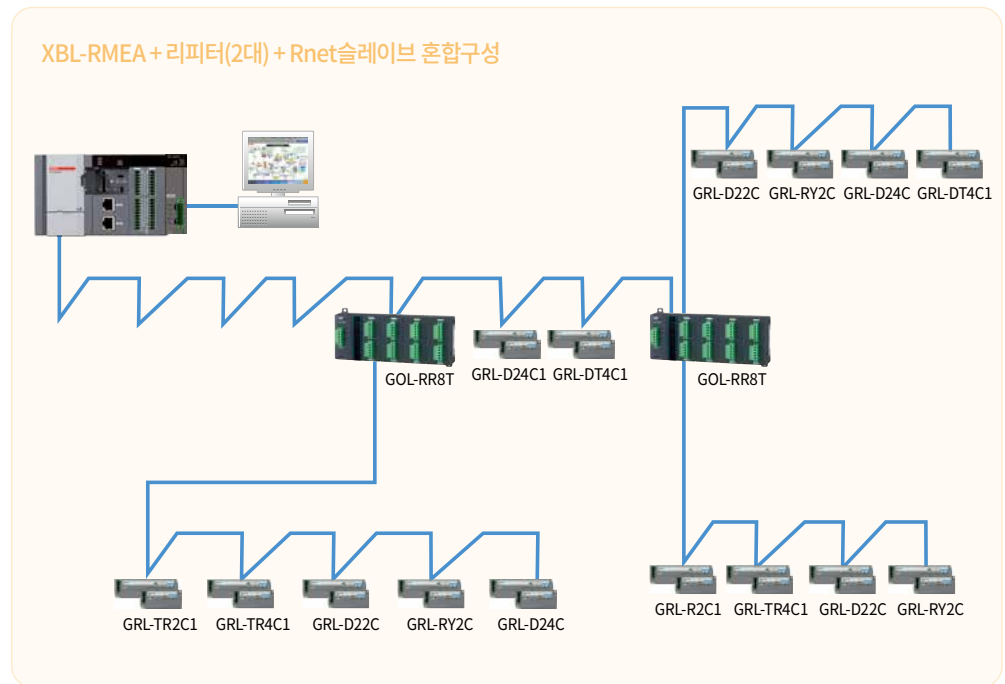 XBL-RMEA + 리피터(2대) + Rnet슬레이브 혼합구성
GRL-D22C GRL-RY2C GRL-D24C GRL-DT4C1
GOL-RR8T
GRL-D24C1 GRL-DT4C1
GOL-RR8T
GRL-TR2C1 GRL-TR4C1 GRL-D22C GRL-RY2C GRL-D24C
GRL-R2C1 GRL-TR4C1 GRL-D22C GRL-RY2C